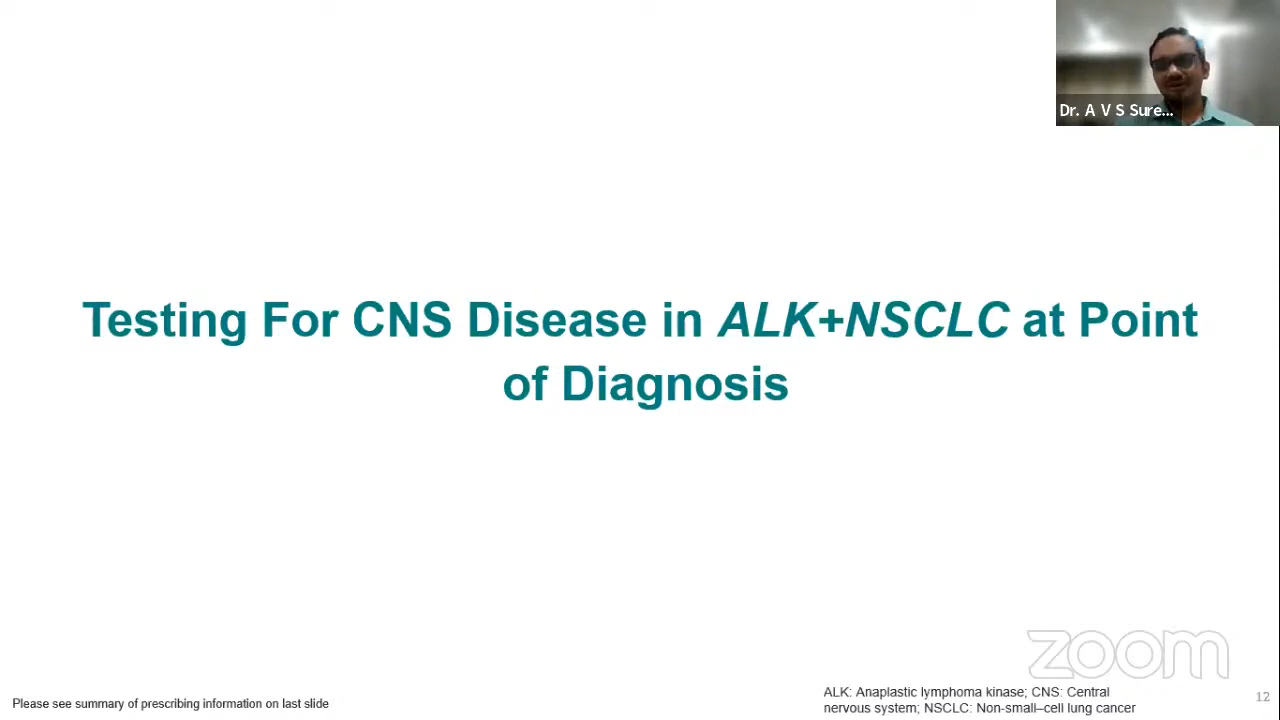 Dr. A V S Sure...
Testing For CNS Disease in ALK+NSCLC at Point
of Diagnosis
zoom
Please see summary of prescribing information on last slide
ALK: Anaplastic lymphoma kinase; CNS: Central
nervous system; NSCLC: Non-small–cell lung cancer
12